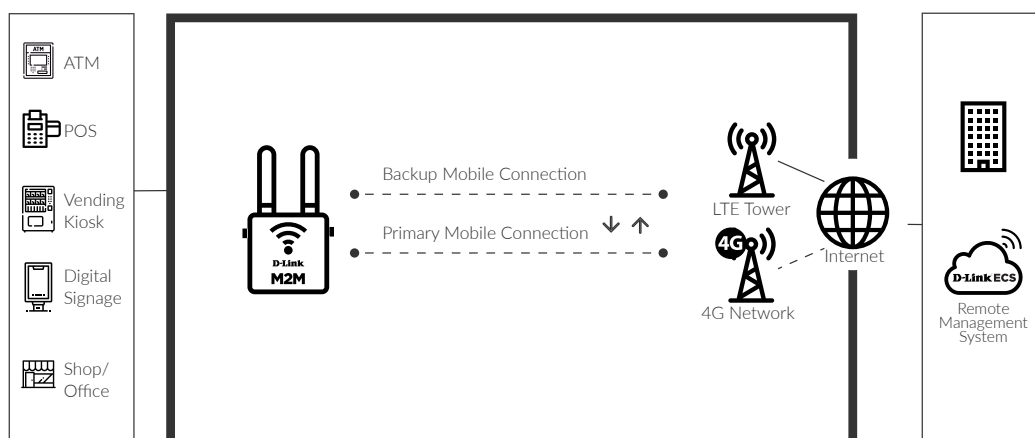 ATM
ATM
POS
Vending
Kiosk
Digital
Signage
Shop/
Office
D-Link
M2M
Backup Mobile Connection
Primary Mobile Connection
LTE Tower
4G
4G Network
Internet
D-Link ECS
Remote
Management
System